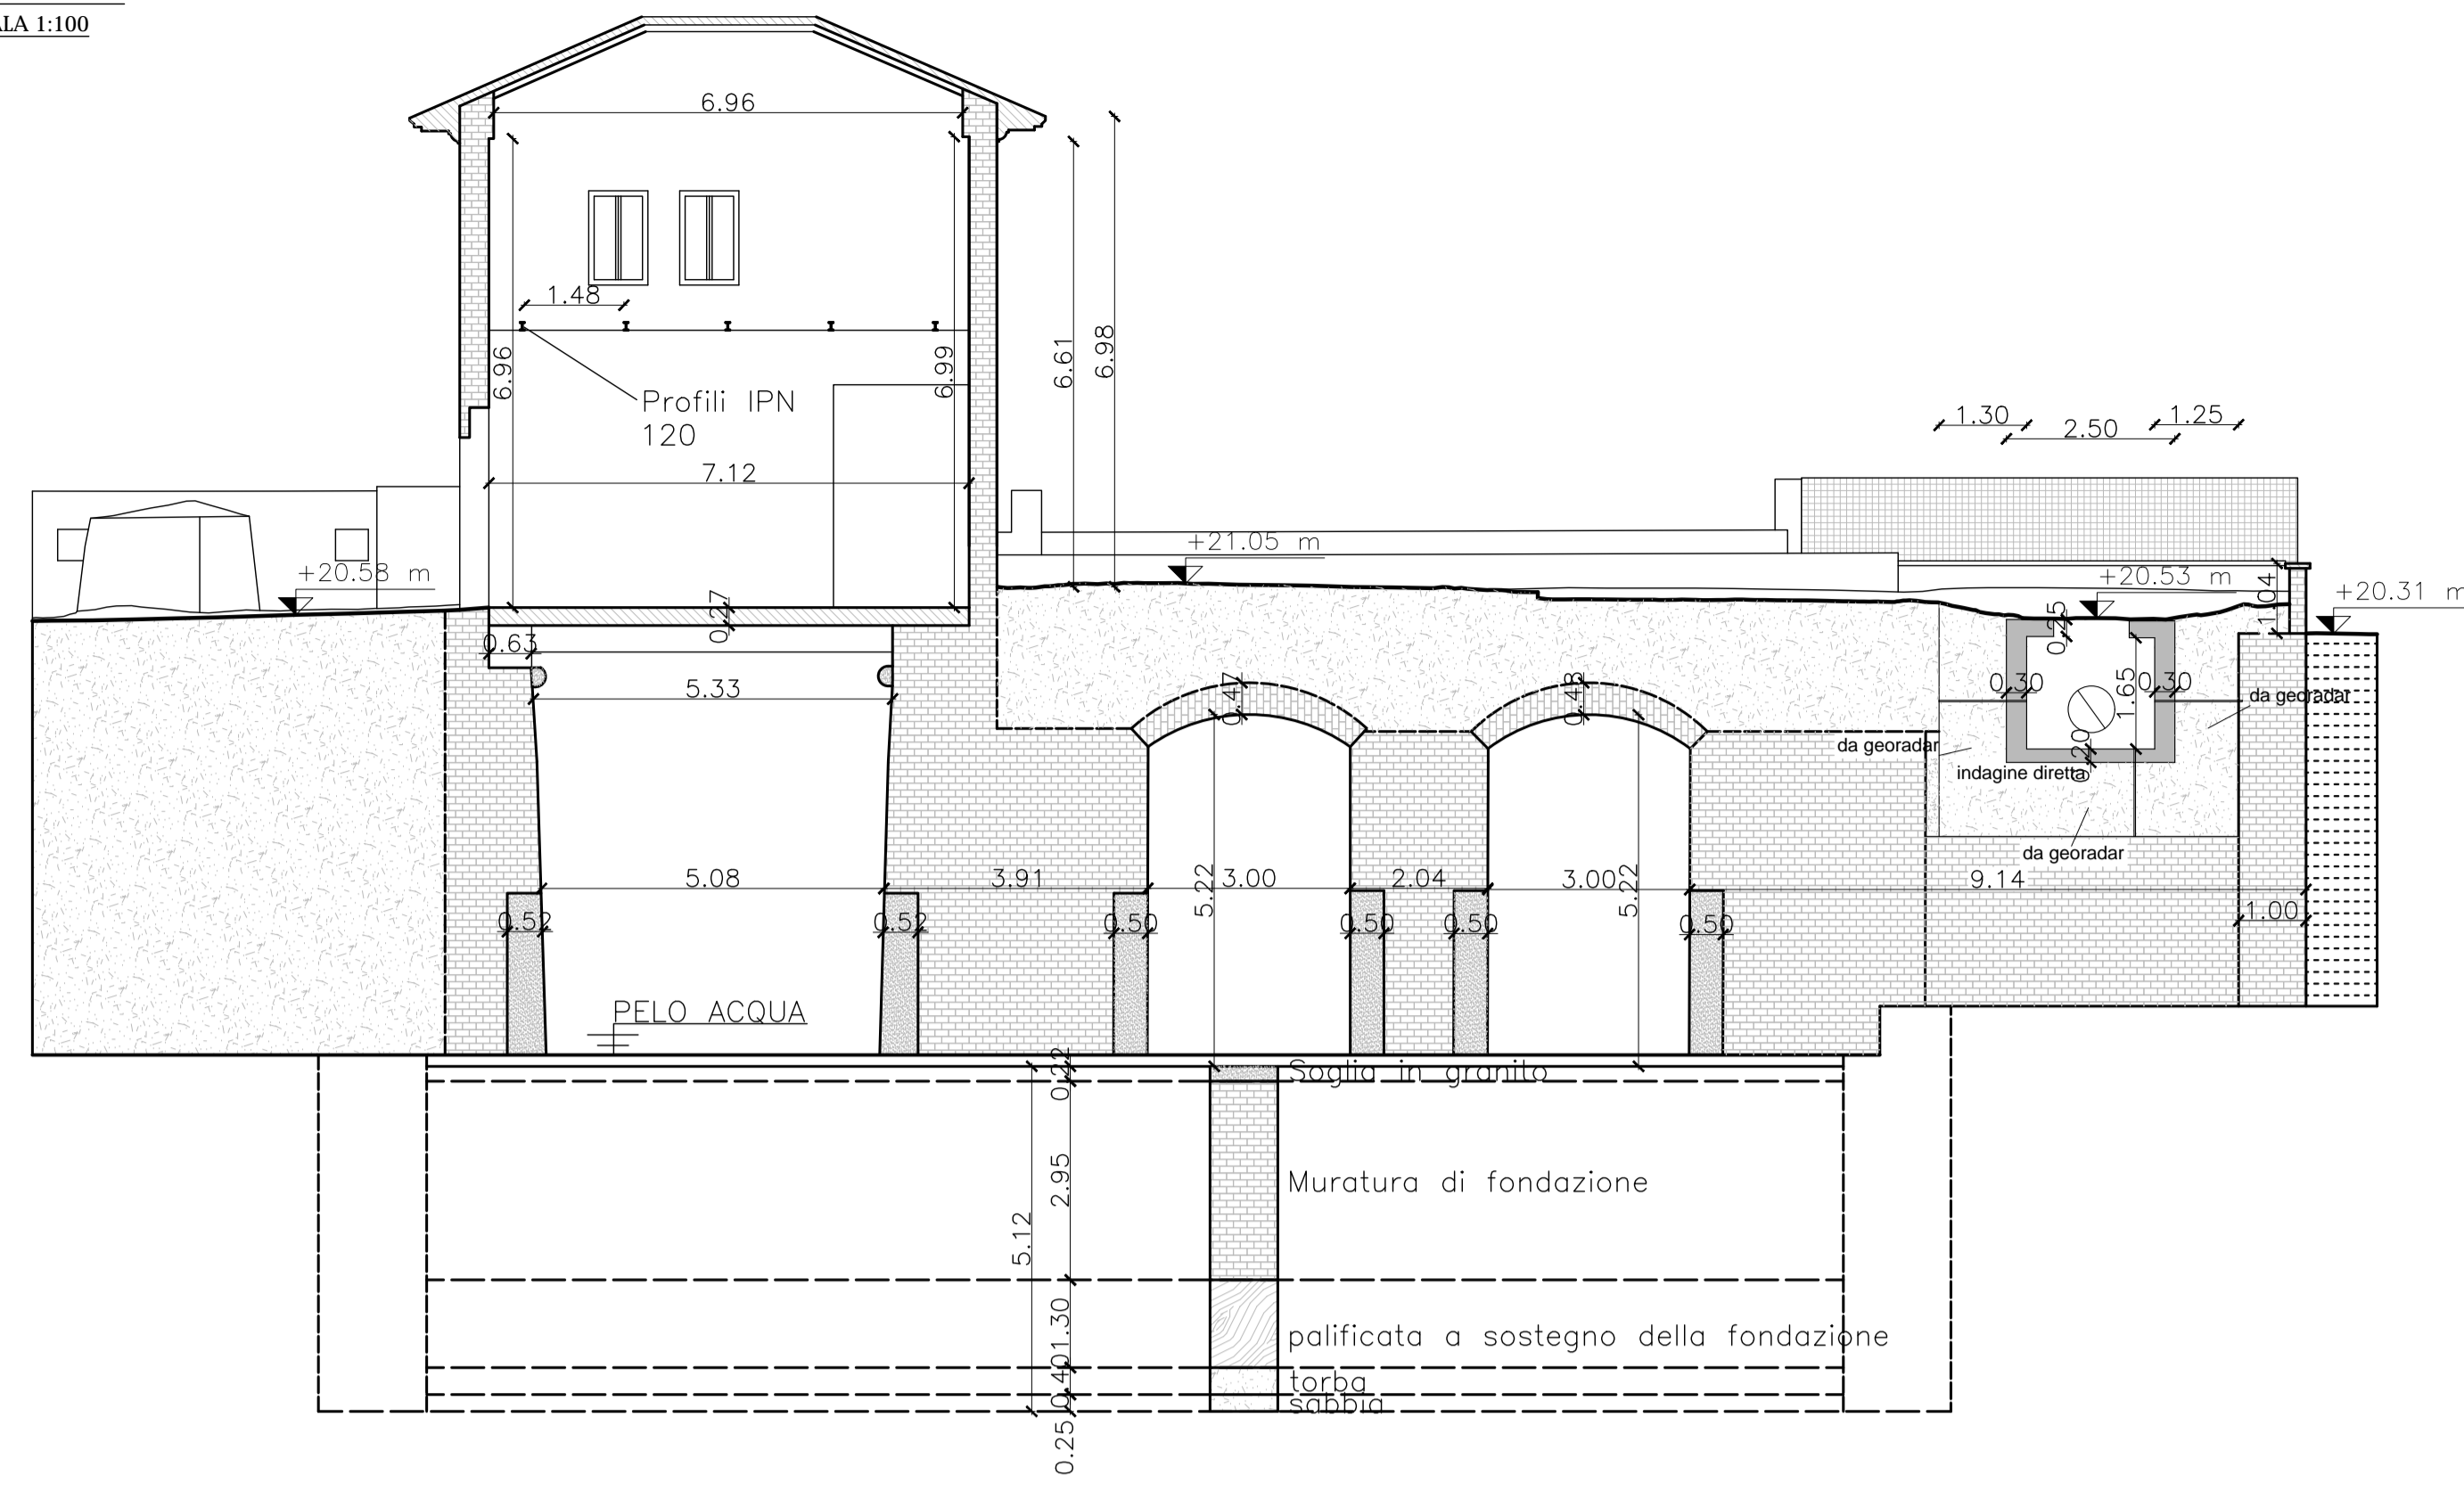 LA 1:100
6.96
1.48
6.96
6.99
6.61
6.98
Profili IPN
120
7.12
1.30
1.25
2.50
+21.05 m
+20.58 m
+20.53 m
1.04
+20.31 m
0.27
0.25
0.63
5.33
0.47
0.48
0.30
1.65
0.30
da georadar
da georadar
0.20
indagine diretta
da georadar
5.08
3.91
5.22
3.00
2.04
3.00
5.22
9.14
0.52
0.52
0.50
0.50
0.50
0.50
1.00
PELO ACQUA
0.22
Soglia in granito
2.95
Muratura di fondazione
5.12
1.30
palificata a sostegno della fondazione
0.40
torba
sabbia
0.25